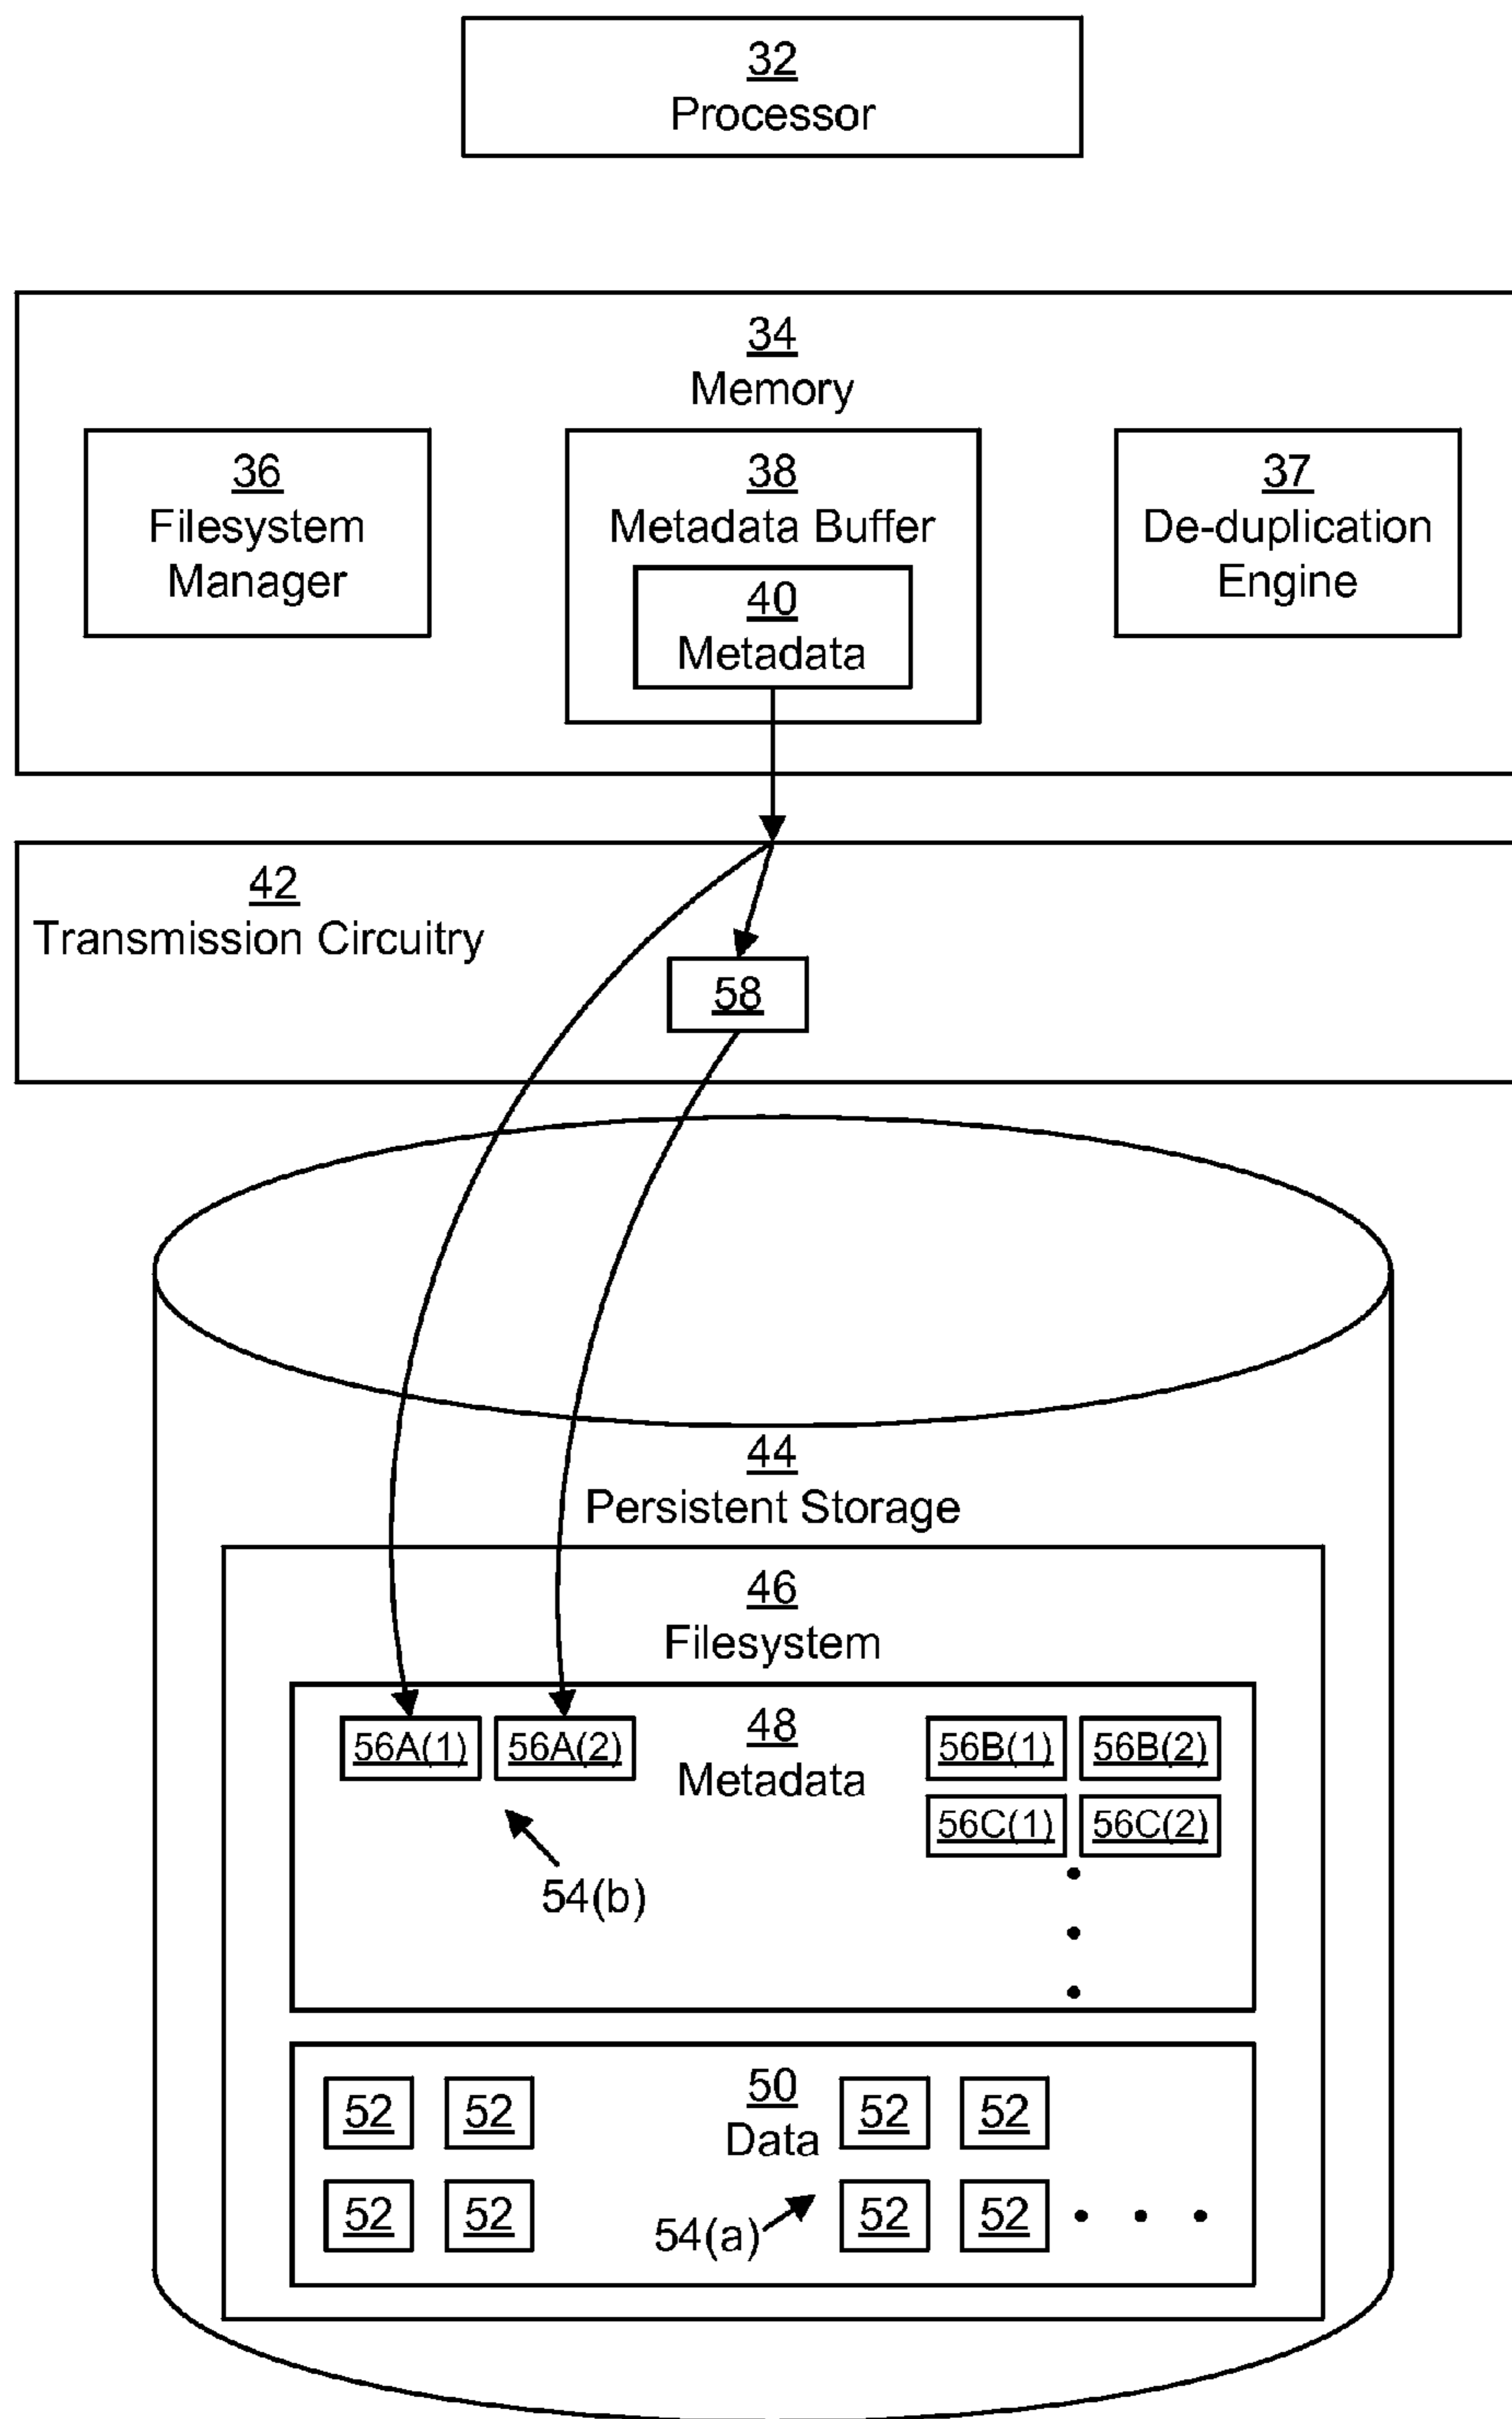 32
Processor
34
Memory
36
Filesystem
Manager
38
Metadata Buffer
40
Metadata
37
De-duplication
Engine
42
Transmission Circuitry
58
44
Persistent Storage
46
Filesystem
56A(1) 56A(2)
48
Metadata
56B(1) 56B(2)
56C(1) 56C(2)
54(b)
52 52
50
Data
52 52
52 52
54(a)
52 52